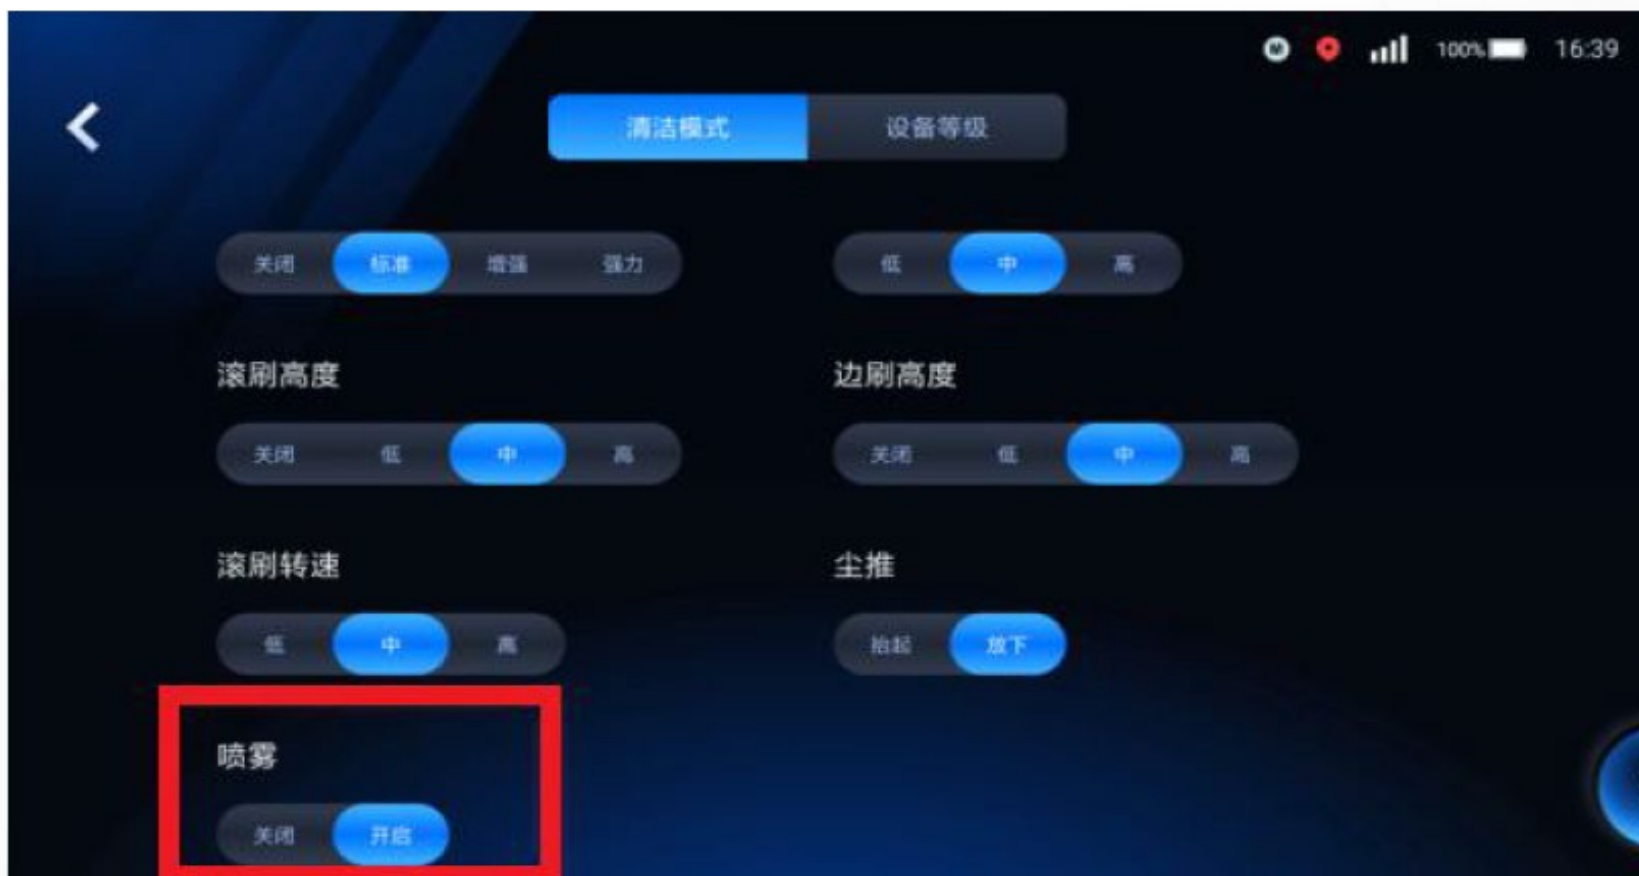 100% 16:39
清洁模式 设备等级
关闭 标准 增强 强力 低 中 高
滚刷高度 边刷高度
关闭 低 中 高 关闭 低 中 高
滚刷转速 尘推
低 中 高 抬起 放下
喷雾
关闭 开启